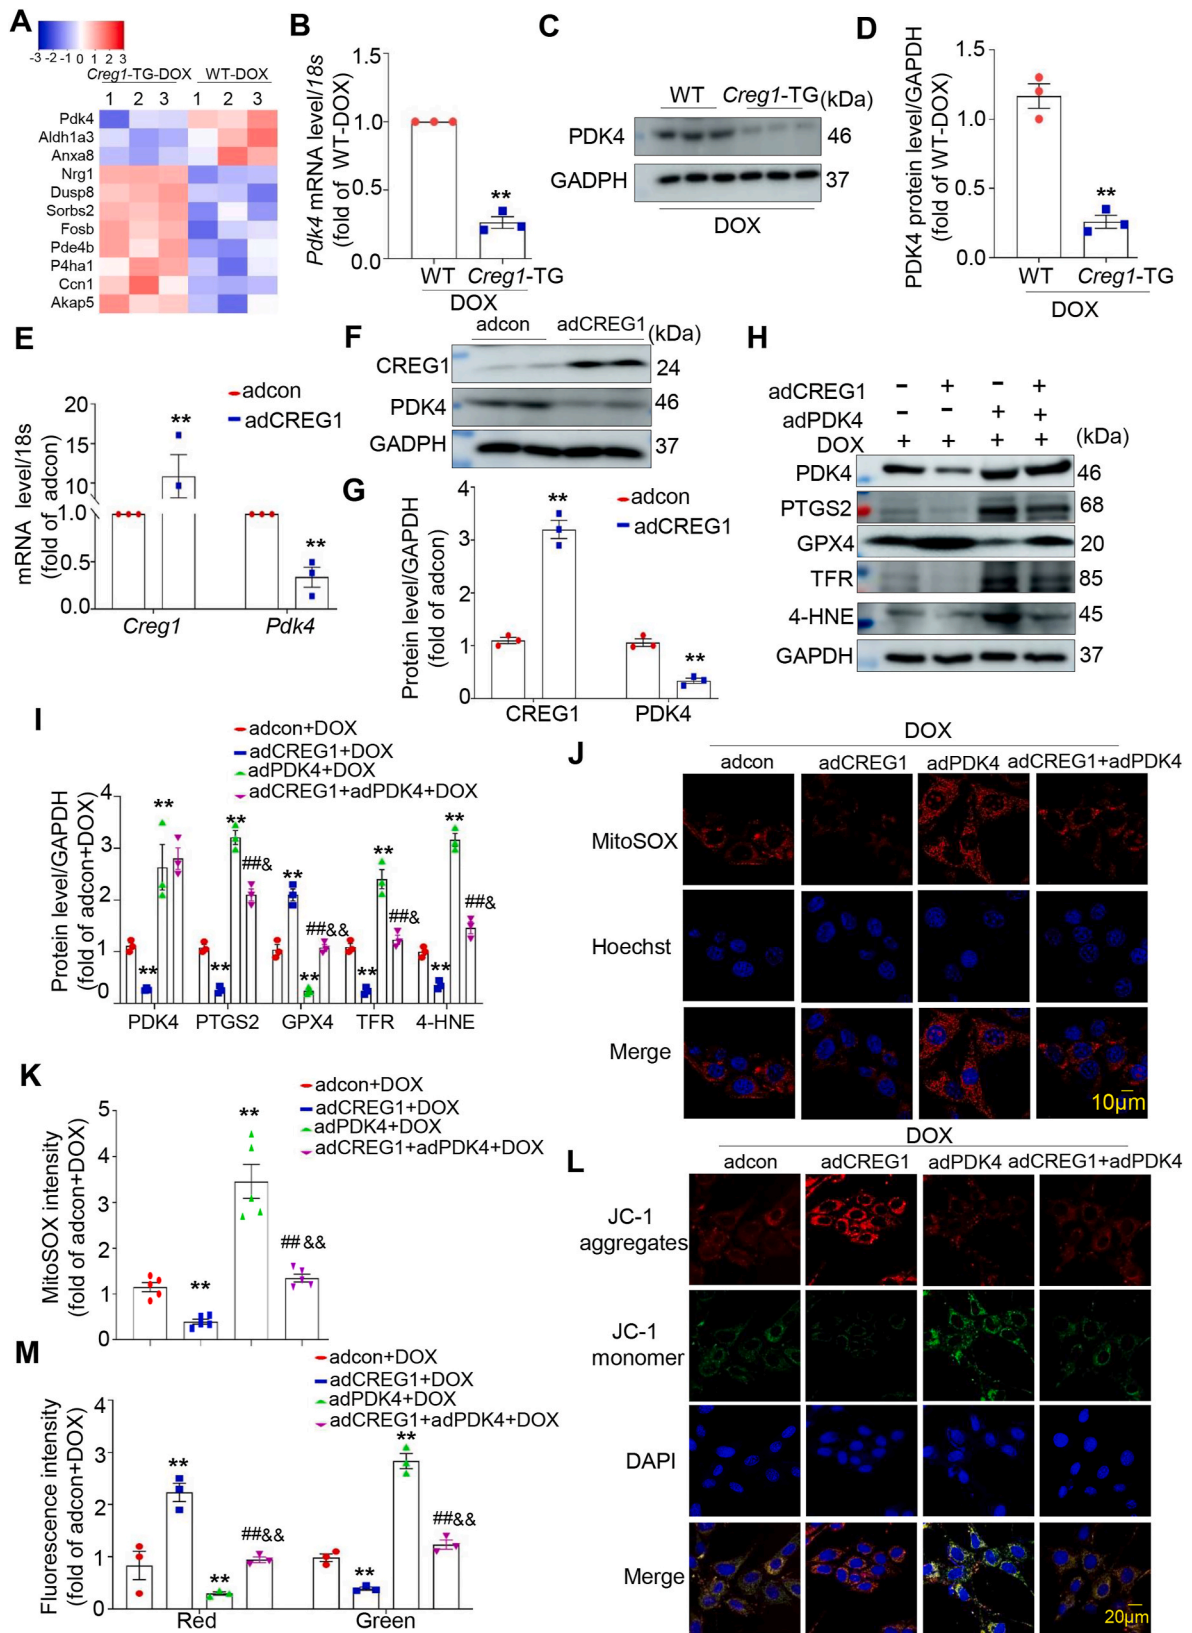 A
-3 -2 -1 0 1 2 3
Creg1-TG-DOX WT-DOX
1 2 3 1 2 3
Pdk4
Aldh1a3
Anxa8
Nrg1
Dusp8
Sorbs2
Fosb
Pde4b
P4ha1
Ccn1
Akap5
B
Pdk4 mRNA level/18s
(fold of WT-DOX)
1.5
1.0
0.5
0.0
**
WT Creg1-TG
DOX
C
WT Creg1-TG (kDa)
PDK4 46
GADPH 37
DOX
D
PDK4 protein level/GAPDH
(fold of WT-DOX)
1.5
1.0
0.5
0.0
**
WT Creg1-TG
DOX
E
adcon
adCREG1
mRNA level/18s
(fold of adcon)
20
15
10
1.0
0.5
0.0
**
**
Creg1 Pdk4
F
adcon adCREG1 (kDa)
CREG1 24
PDK4 46
GADPH 37
G
adcon
adCREG1
Protein level/GAPDH
(fold of adcon)
4
3
2
1
0
**
**
CREG1 PDK4
H
adCREG1 - + - +
adPDK4 - - + +
DOX + + + + (kDa)
PDK4 46
PTGS2 68
GPX4 20
TFR 85
4-HNE 45
GAPDH 37
I
adcon+DOX
adCREG1+DOX
adPDK4+DOX
adCREG1+adPDK4+DOX
Protein level/GAPDH
(fold of adcon+DOX)
4
3
2
1
0
** **
** ** ##&
** ** ##&&
** ** ##&
** ** ##&
PDK4 PTGS2 GPX4 TFR 4-HNE
J
DOX
adcon adCREG1 adPDK4 adCREG1+adPDK4
MitoSOX
Hoechst
Merge
10μm
K
adcon+DOX
adCREG1+DOX
adPDK4+DOX
adCREG1+adPDK4+DOX
MitoSOX intensity
(fold of adcon+DOX)
5
4
3
2
1
0
** ** ## &&
L
DOX
adcon adCREG1 adPDK4 adCREG1+adPDK4
JC-1
aggregates
JC-1
monomer
DAPI
Merge
20μm
M
adcon+DOX
adCREG1+DOX
adPDK4+DOX
adCREG1+adPDK4+DOX
Fluorescence intensity
(fold of adcon+DOX)
4
3
2
1
0
** ** ##&&
** ** ##&&
Red Green